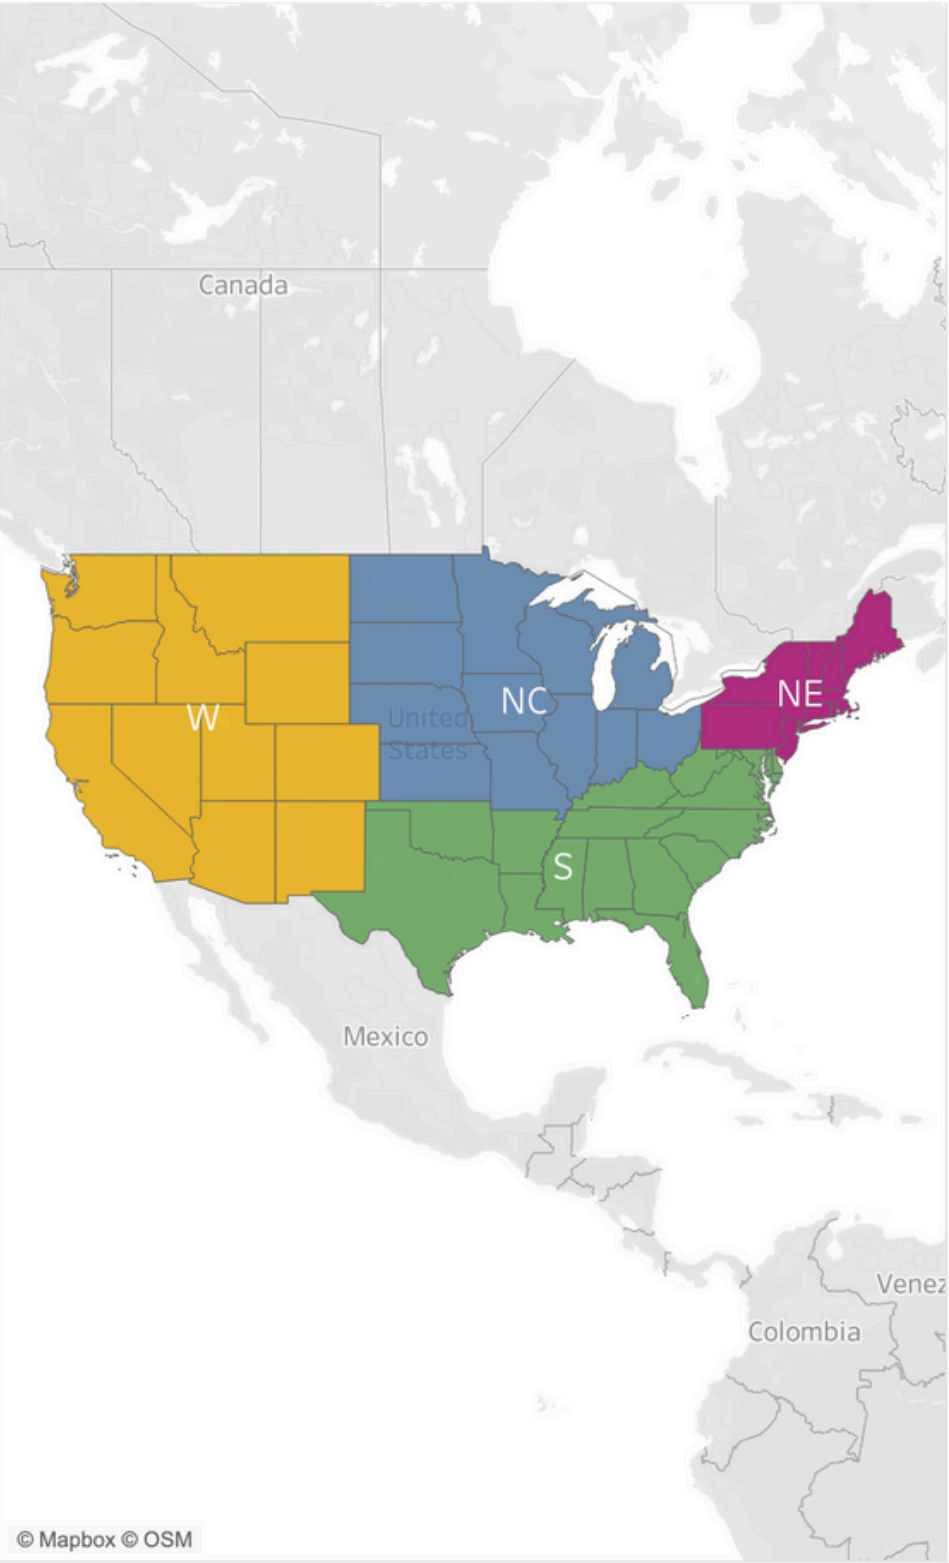 Canada
NC
NE
W
United
States
S
Mexico
Venez
Colombia
© Mapbox © OSM